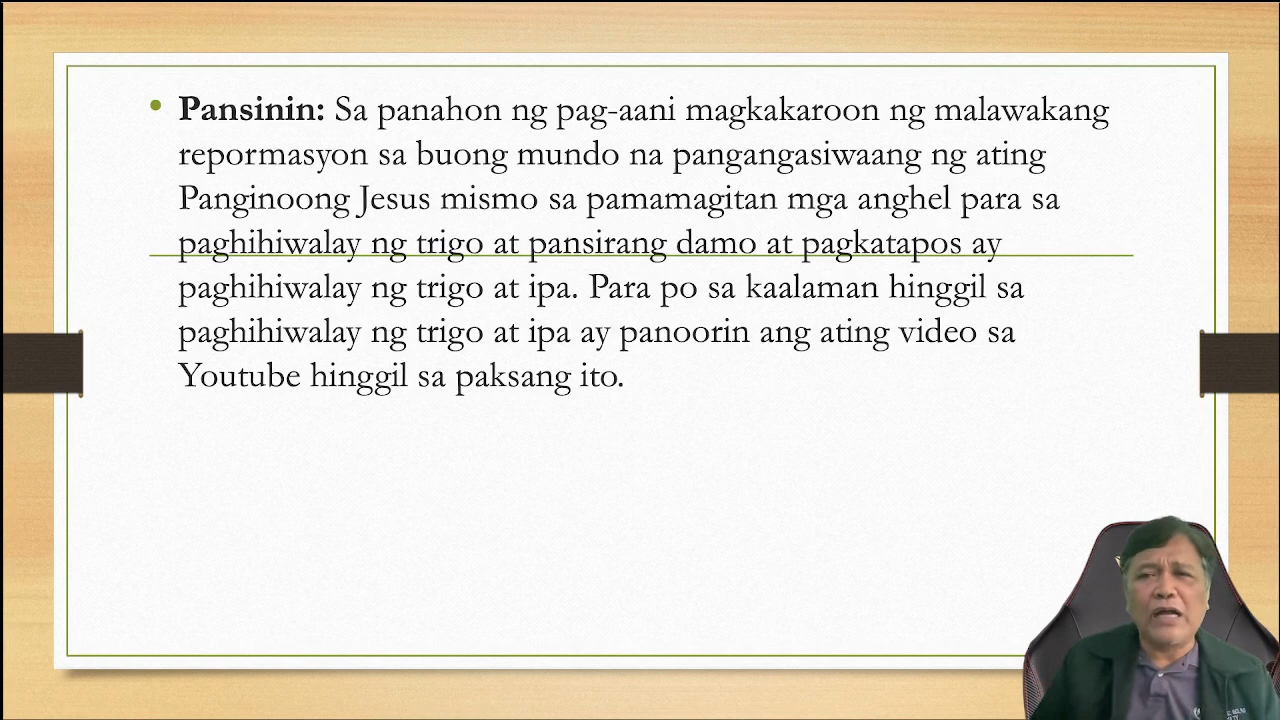 Pansinin: Sa panahon ng pag-aani magkakaroon ng malawakang
repormasyon sa buong mundo na pangangasiwaang ng ating
Panginoong Jesus mismo sa pamamagitan mga anghel para sa
paghihiwalay ng trigo at pansirang damo at pagkatapos ay
paghihiwalay ng trigo at ipa. Para po sa kaalaman hinggil sa
paghihiwalay ng trigo at ipa ay panoorin ang ating video sa
Youtube hinggil sa paksang ito.